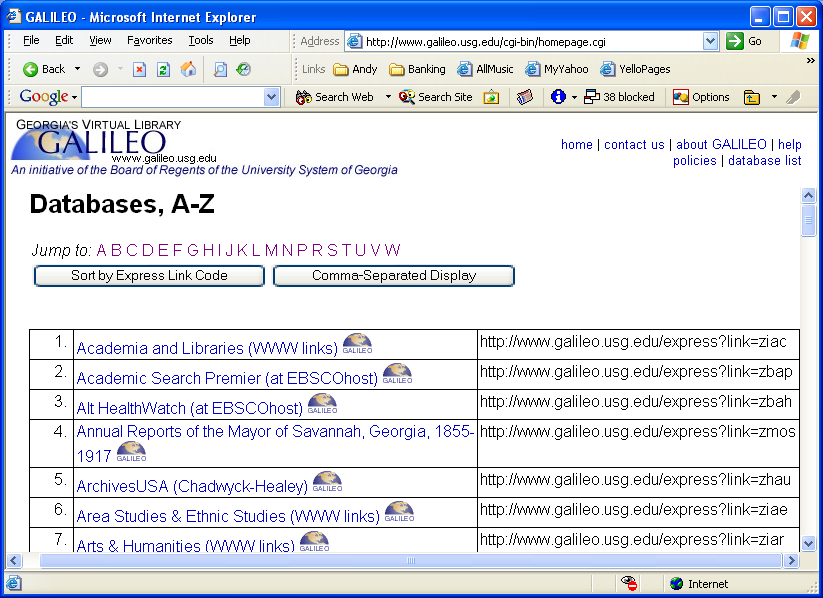 GALILEO - Microsoft Internet Explorer
File Edit View Favorites Tools Help
Address http://www.galileo.usg.edu/cgi-bin/homepage.cgi Go
Back
Links Andy Banking AllMusic MyYahoo YelloPages
Google Search Web Search Site 38 blocked Options
GEORGIA'S VIRTUAL LIBRARY
GALILEO
www.galileo.usg.edu
An initiative of the Board of Regents of the University System of Georgia
home | contact us | about GALILEO | help
policies | database list
Databases, A-Z
Jump to: A B C D E F G H I J K L M N P R S T U V W
Sort by Express Link Code Comma-Separated Display
1. Academia and Libraries (WWW links) GALILEO http://www.galileo.usg.edu/express?link=ziac
2. Academic Search Premier (at EBSCOhost) GALILEO http://www.galileo.usg.edu/express?link=zbap
3. Alt HealthWatch (at EBSCOhost) GALILEO http://www.galileo.usg.edu/express?link=zbah
4. Annual Reports of the Mayor of Savannah, Georgia, 1855- http://www.galileo.usg.edu/express?link=zmos
1917 GALILEO
5. ArchivesUSA (Chadwyck-Healey) GALILEO http://www.galileo.usg.edu/express?link=zhau
6. Area Studies & Ethnic Studies (WWW links) GALILEO http://www.galileo.usg.edu/express?link=ziae
7. Arts & Humanities (WWW links) GALILEO http://www.galileo.usg.edu/express?link=ziar
Internet